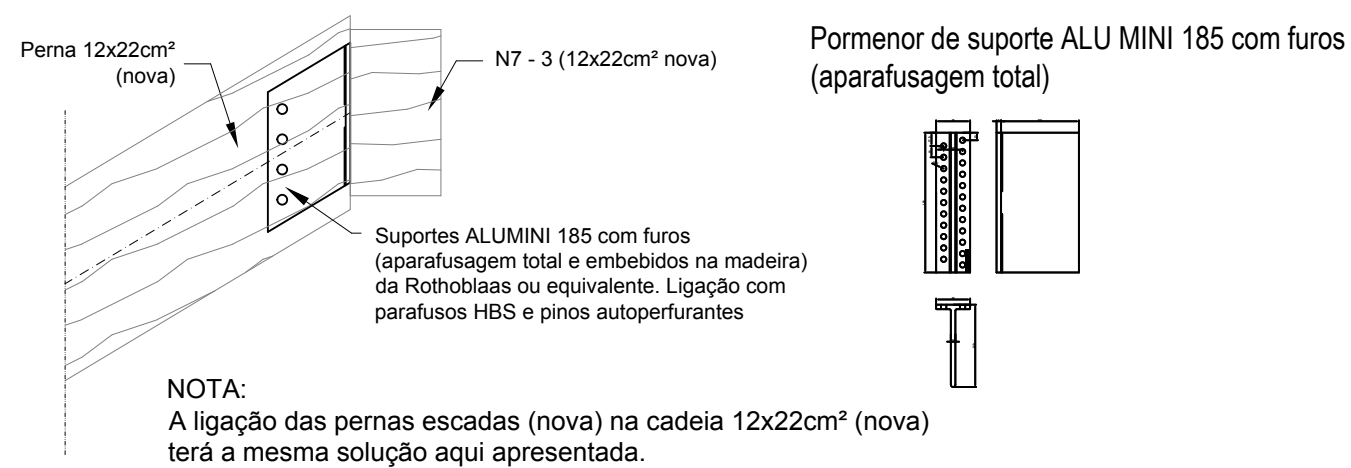 Perna 12x22cm²
(nova)
N7 - 3 (12x22cm² nova)
Suportes ALUMINI 185 com furos
(aparafusagem total e embebidos na madeira)
da Rothoblaas ou equivalente. Ligação com
parafusos HBS e pinos autoperfurantes
NOTA:
A ligação das pernas escadas (nova) na cadeia 12x22cm² (nova)
terá a mesma solução aqui apresentada.
Pormenor de suporte ALU MINI 185 com furos
(aparafusagem total)